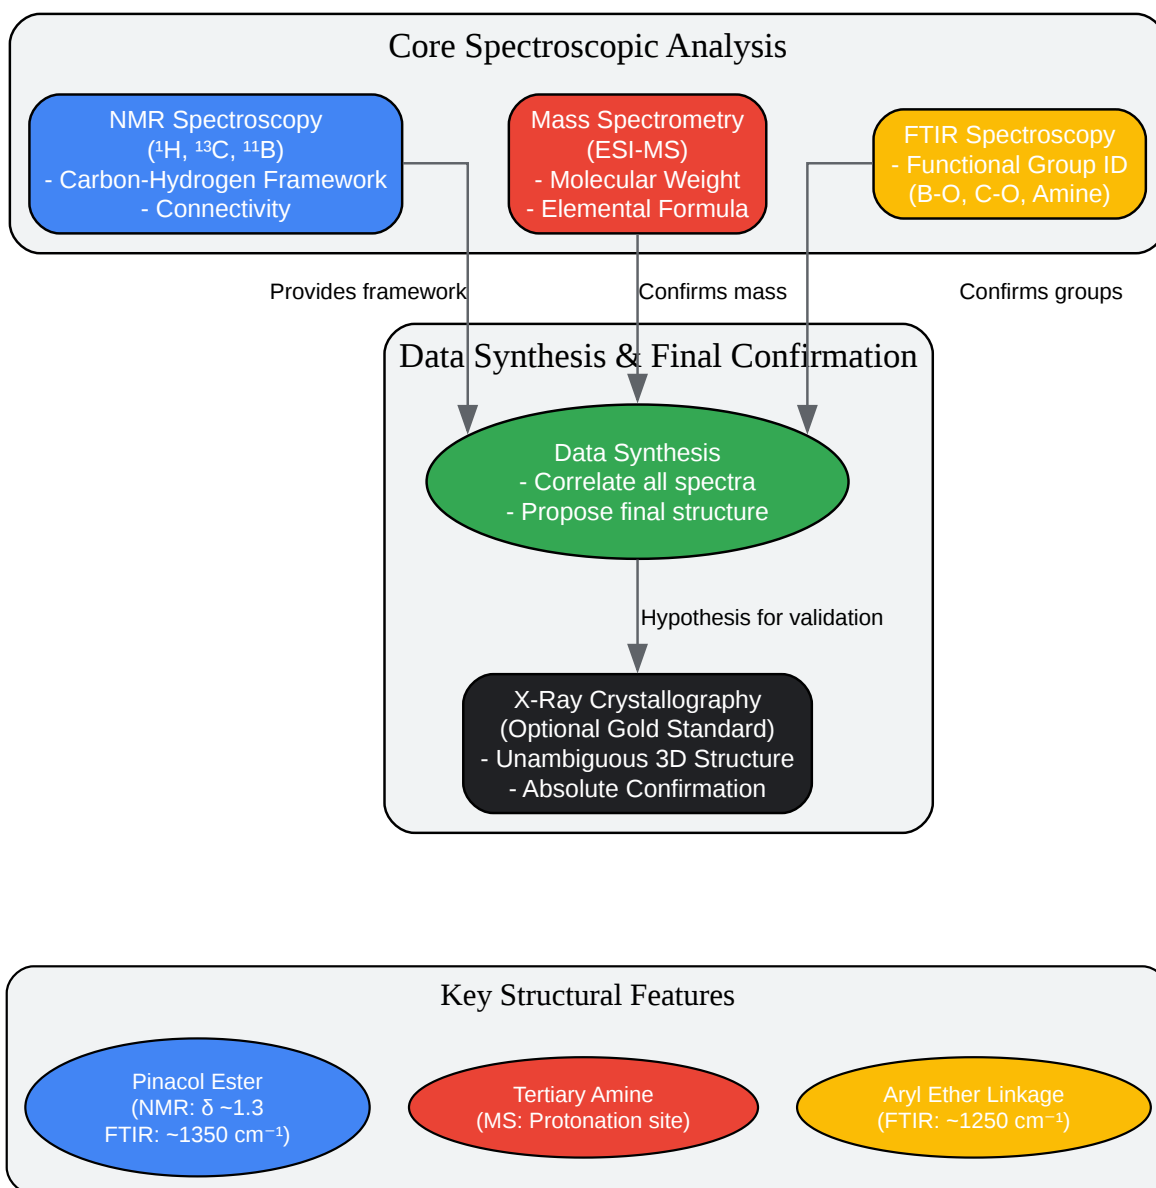 Core Spectroscopic Analysis
NMR Spectroscopy
(¹H, ¹³C, ¹¹B)
- Carbon-Hydrogen Framework
- Connectivity
Mass Spectrometry
(ESI-MS)
- Molecular Weight
- Elemental Formula
FTIR Spectroscopy
- Functional Group ID
(B-O, C-O, Amine)
Provides framework
Confirms mass
Confirms groups
Data Synthesis & Final Confirmation
Data Synthesis
- Correlate all spectra
- Propose final structure
Hypothesis for validation
X-Ray Crystallography
(Optional Gold Standard)
- Unambiguous 3D Structure
- Absolute Confirmation
Key Structural Features
Pinacol Ester
(NMR: δ ~1.3
FTIR: ~1350 cm⁻¹)
Tertiary Amine
(MS: Protonation site)
Aryl Ether Linkage
(FTIR: ~1250 cm⁻¹)